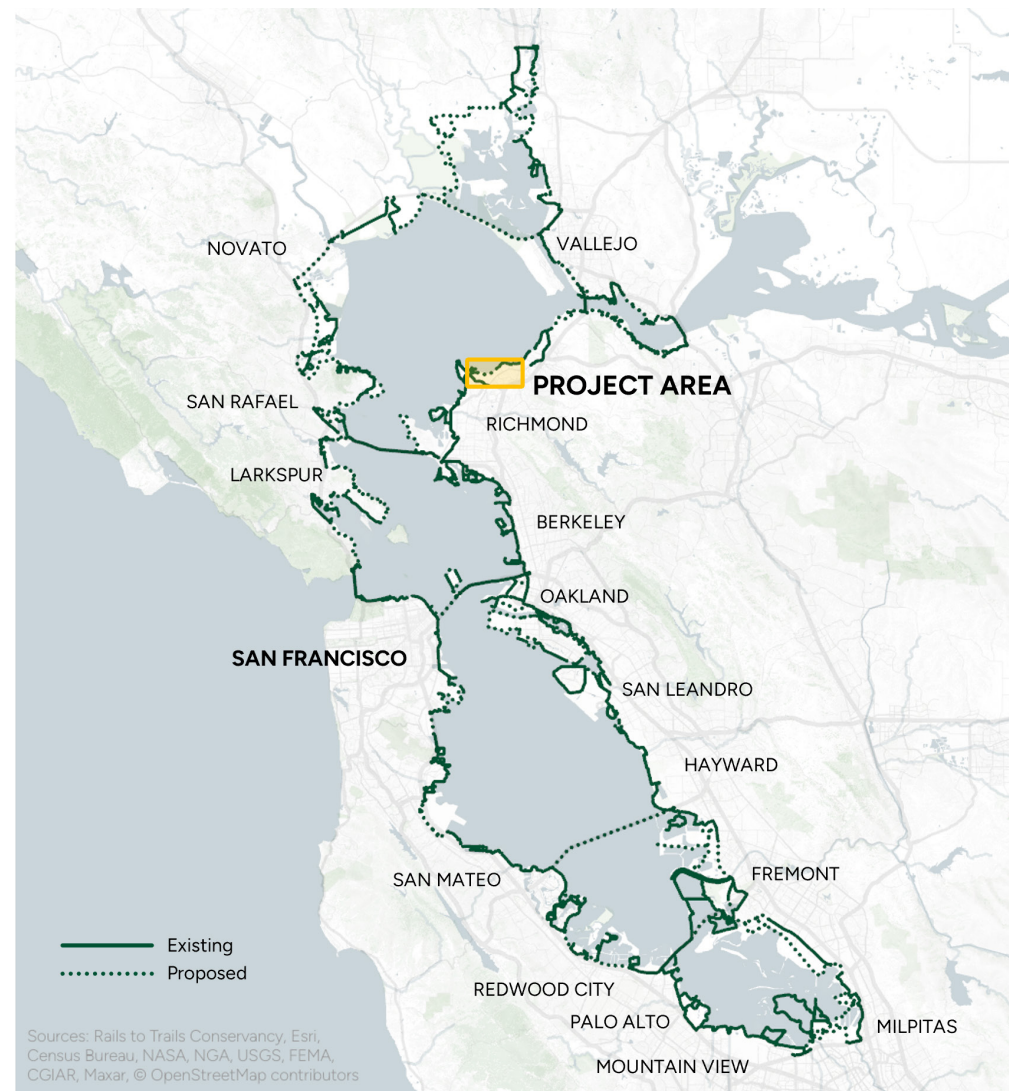 NOVATO
VALLEJO
PROJECT AREA
SAN RAFAEL
RICHMOND
LARKSPUR
BERKELEY
OAKLAND
SAN FRANCISCO
SAN LEANDRO
HAYWARD
FREMONT
SAN MATEO
Existing
Proposed
REDWOOD CITY
PALO ALTO
MILPITAS
MOUNTAIN VIEW
Sources: Rails to Trails Conservancy, Esri,
Census Bureau, NASA, NGA, USGS, FEMA,
CGIAR, Maxar, © OpenStreetMap contributors